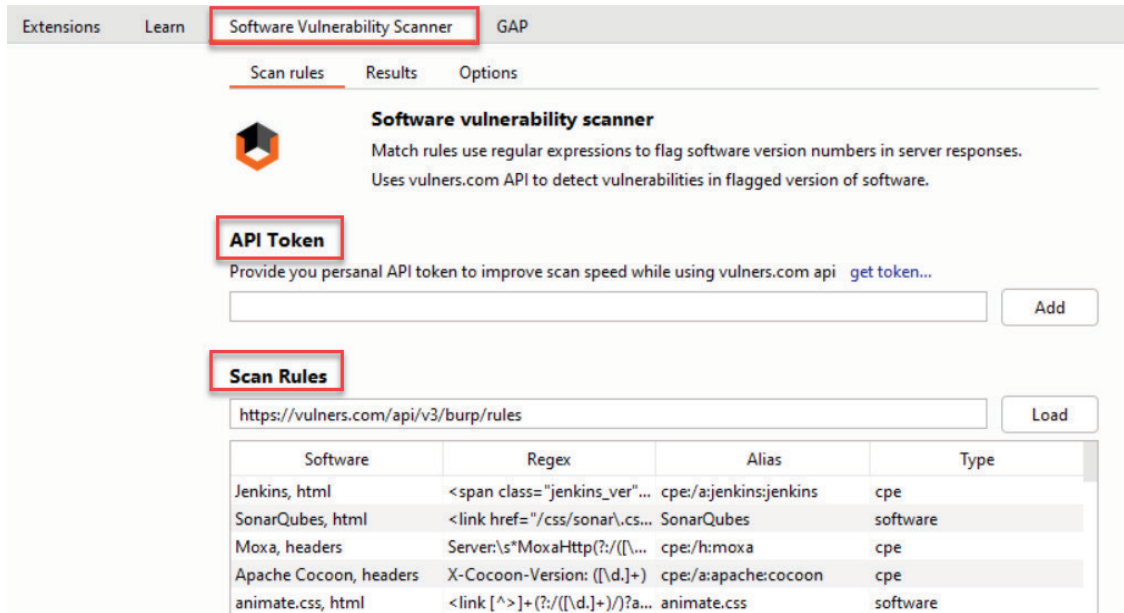 Extensions Learn Software Vulnerability Scanner GAP
Scan rules Results Options
Software vulnerability scanner
Match rules use regular expressions to flag software version numbers in server responses.
Uses vulners.com API to detect vulnerabilities in flagged version of software.
API Token
Provide you persanal API token to improve scan speed while using vulners.com api get token...
Add
Scan Rules
https://vulners.com/api/v3/burp/rules Load
Software Regex Alias Type
Jenkins, html <span class="jenkins_ver"... cpe:/a:jenkins:jenkins cpe
SonarQubes, html <link href="/css/sonar\.cs... SonarQubes software
Moxa, headers Server:\s*MoxaHttp(?:/([\... cpe:/h:moxa cpe
Apache Cocoon, headers X-Cocoon-Version: ([\d.]+) cpe:/a:apache:cocoon cpe
animate.css, html <link [^>]+(?:/([\d.]+)/)?a... animate.css software